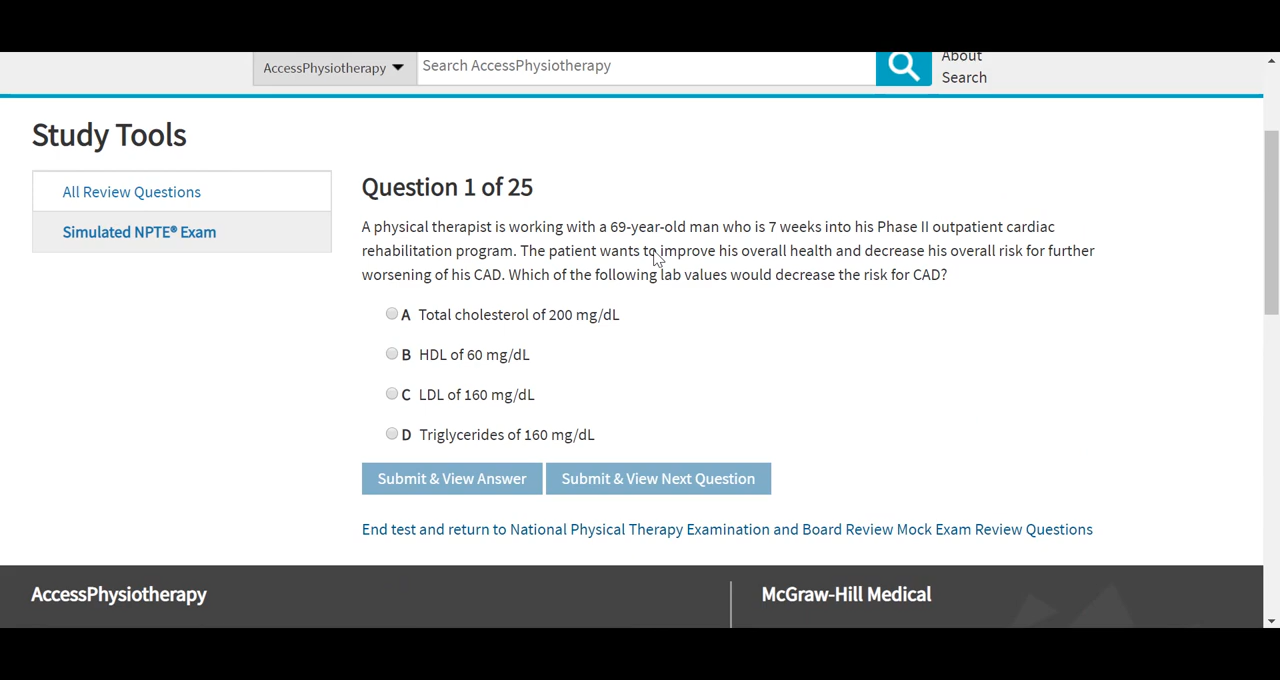 AccessPhysiotherapy
Search AccessPhysiotherapy
About
Search
Study Tools
All Review Questions
Simulated NPTE® Exam
Question 1 of 25
A physical therapist is working with a 69-year-old man who is 7 weeks into his Phase II outpatient cardiac
rehabilitation program. The patient wants to improve his overall health and decrease his overall risk for further
worsening of his CAD. Which of the following lab values would decrease the risk for CAD?
A Total cholesterol of 200 mg/dL
B HDL of 60 mg/dL
C LDL of 160 mg/dL
D Triglycerides of 160 mg/dL
Submit & View Answer
Submit & View Next Question
End test and return to National Physical Therapy Examination and Board Review Mock Exam Review Questions
AccessPhysiotherapy
McGraw-Hill Medical